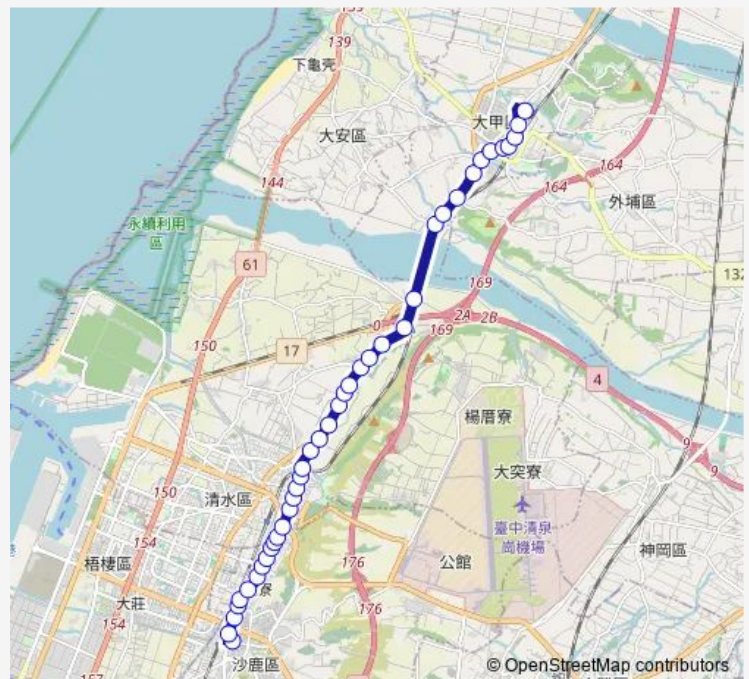 139
139
下龜壳
大甲
大安區
144
164
164
外埔區
永續利用
區
61
169
132
2A
2B
169
17
150
4
楊厝寮
9
9
大突寮
150
清水區
臺中清泉
崗機場
154
公館
神岡區
梧棲區
176
大莊
寮
176
154
沙鹿區
157
© OpenStreetMap contributors